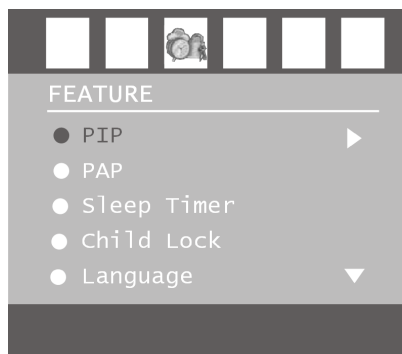 FEATURE
PIP
PAP
Sleep Timer
Child Lock
Language